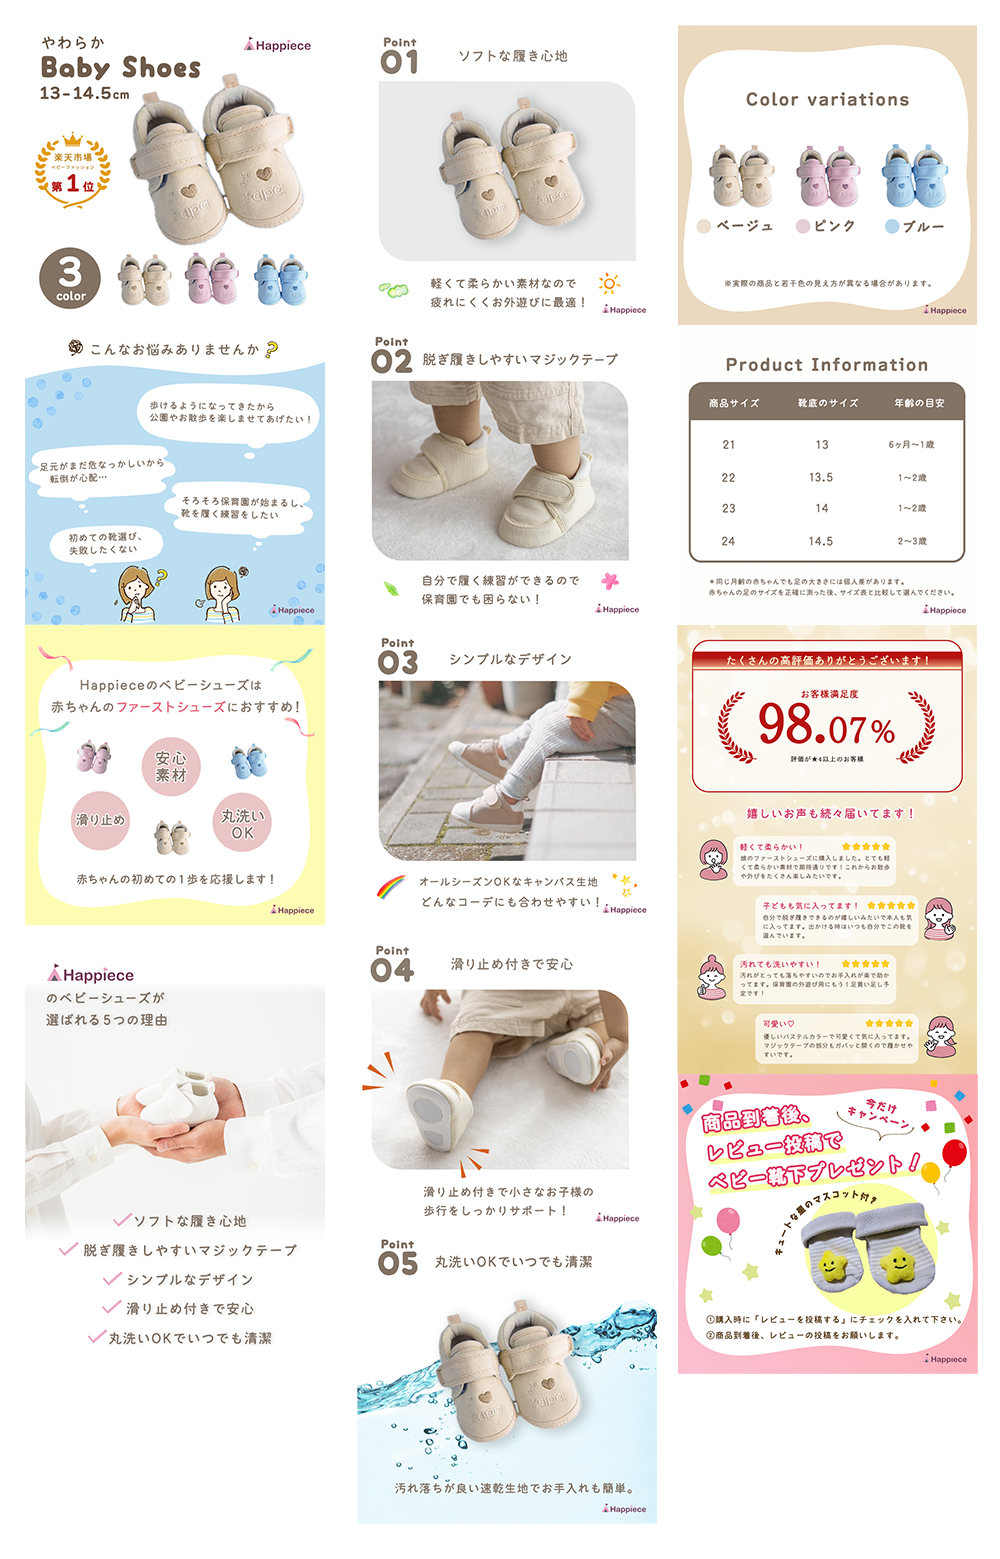 やわらか
Baby Shoes
13-14.5cm
Happiece
楽天市場
ベビーファッション
第1位
3
color
こんなお悩みありませんか?
歩けるようになってきたから
公園やお散歩を楽しませてあげたい!
足元がまだ危なっかしいから
転倒が心配…
そろそろ保育園が始まるし、
靴を履く練習をしたい
初めての靴選び、
失敗したくない
Happiece
Happieceのベビーシューズは
赤ちゃんのファーストシューズにおすすめ!
安心
素材
滑り止め
丸洗い
OK
赤ちゃんの初めての1歩を応援します!
Happiece
Happiece
のベビーシューズが
選ばれる5つの理由
ソフトな履き心地
脱ぎ履きしやすいマジックテープ
シンプルなデザイン
滑り止め付きで安心
丸洗いOKでいつでも清潔
Point
01
ソフトな履き心地
軽くて柔らかい素材なので
疲れにくくお外遊びに最適!
Happiece
Point
02
脱ぎ履きしやすいマジックテープ
自分で履く練習ができるので
保育園でも困らない!
Happiece
Point
03
シンプルなデザイン
オールシーズンOKなキャンバス生地
どんなコーデにも合わせやすい!
Happiece
Point
04
滑り止め付きで安心
滑り止め付きで小さなお子様の
歩行をしっかりサポート!
Happiece
Point
05
丸洗いOKでいつでも清潔
汚れ落ちが良い速乾生地でお手入れも簡単。
Happiece
Color variations
ベージュ
ピンク
ブルー
※実際の商品と若干色の見え方が異なる場合があります。
Happiece
Product Information
商品サイズ 靴底のサイズ 年齢の目安
21 13 6ヶ月〜1歳
22 13.5 1〜2歳
23 14 1〜2歳
24 14.5 2〜3歳
*同じ月齢の赤ちゃんでも足の大きさには個人差があります。
赤ちゃんの足のサイズを正確に測った後、サイズ表と比較して選んでください。
Happiece
たくさんの高評価ありがとうございます!
お客様満足度
98.07%
評価が★4以上のお客様
嬉しいお声も続々届いてます!
軽くて柔らかい!
娘のファーストシューズに購入しました。とても軽
くて柔らかい素材で期待通りです!これからお散歩
や外びをたくさん楽しみたいです。
子どもも気に入ってます!
自分で脱ぎ履きできるのが嬉しいみたいで本人も気
に入ってます。出かける時はいつも自分でこの靴を
選んでいます。
汚れても洗いやすい!
汚れがとっても落ちやすいのでお手入れが楽で助か
ってます。保育園の外遊び用にもう1足買い足し予
定です!
可愛い♡
優しいパステルカラーで可愛くて気に入ってます。
マジックテープの部分もガバッと開くので履かせや
すいです。
今だけ
キャンペーン
商品到着後、
レビュー投稿で
ベビー靴下プレゼント!
キュートな星のマスコット付き
①購入時に「レビューを投稿する」にチェックを入れて下さい。
②商品到着後、レビューの投稿をお願いします。
Happiece